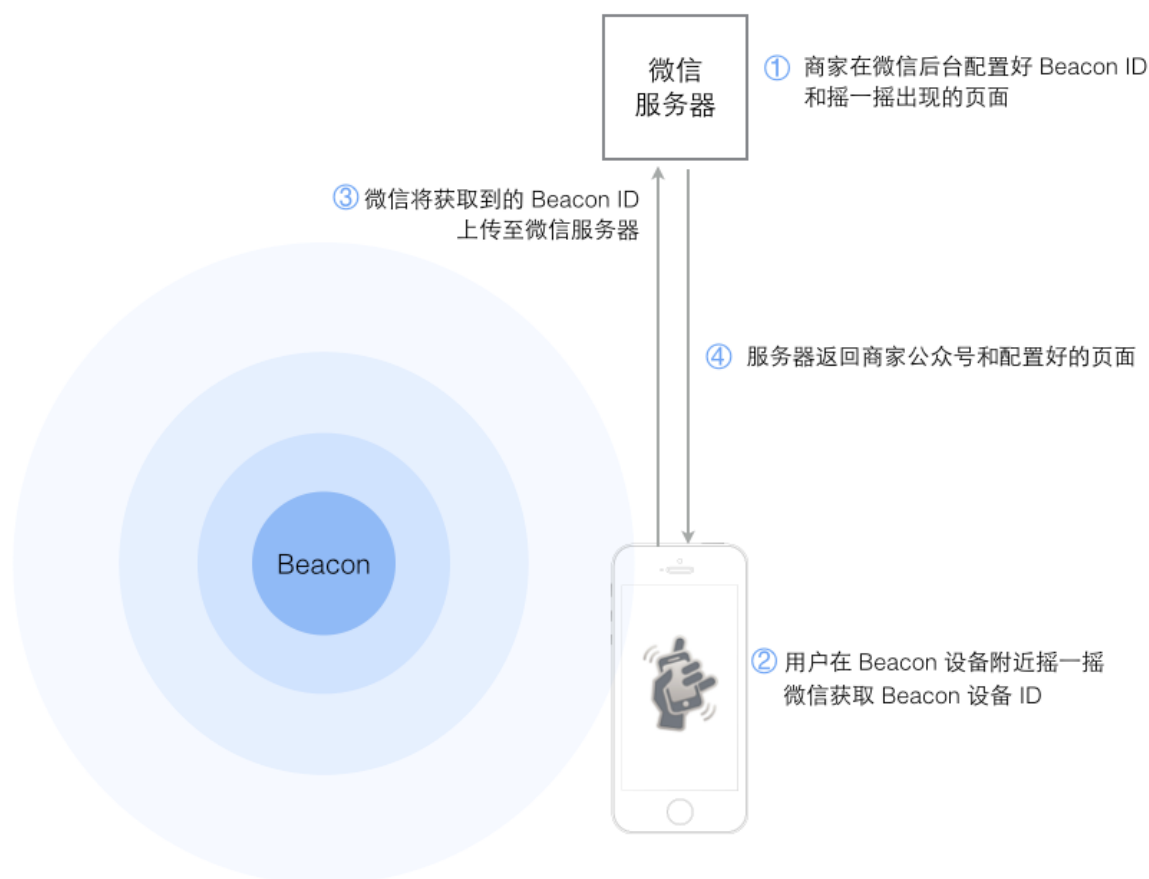 微信
服务器
① 商家在微信后台配置好 Beacon ID
和摇一摇出现的页面
③ 微信将获取到的 Beacon ID
上传至微信服务器
④ 服务器返回商家公众号和配置好的页面
Beacon
② 用户在 Beacon 设备附近摇一摇
微信获取 Beacon 设备 ID